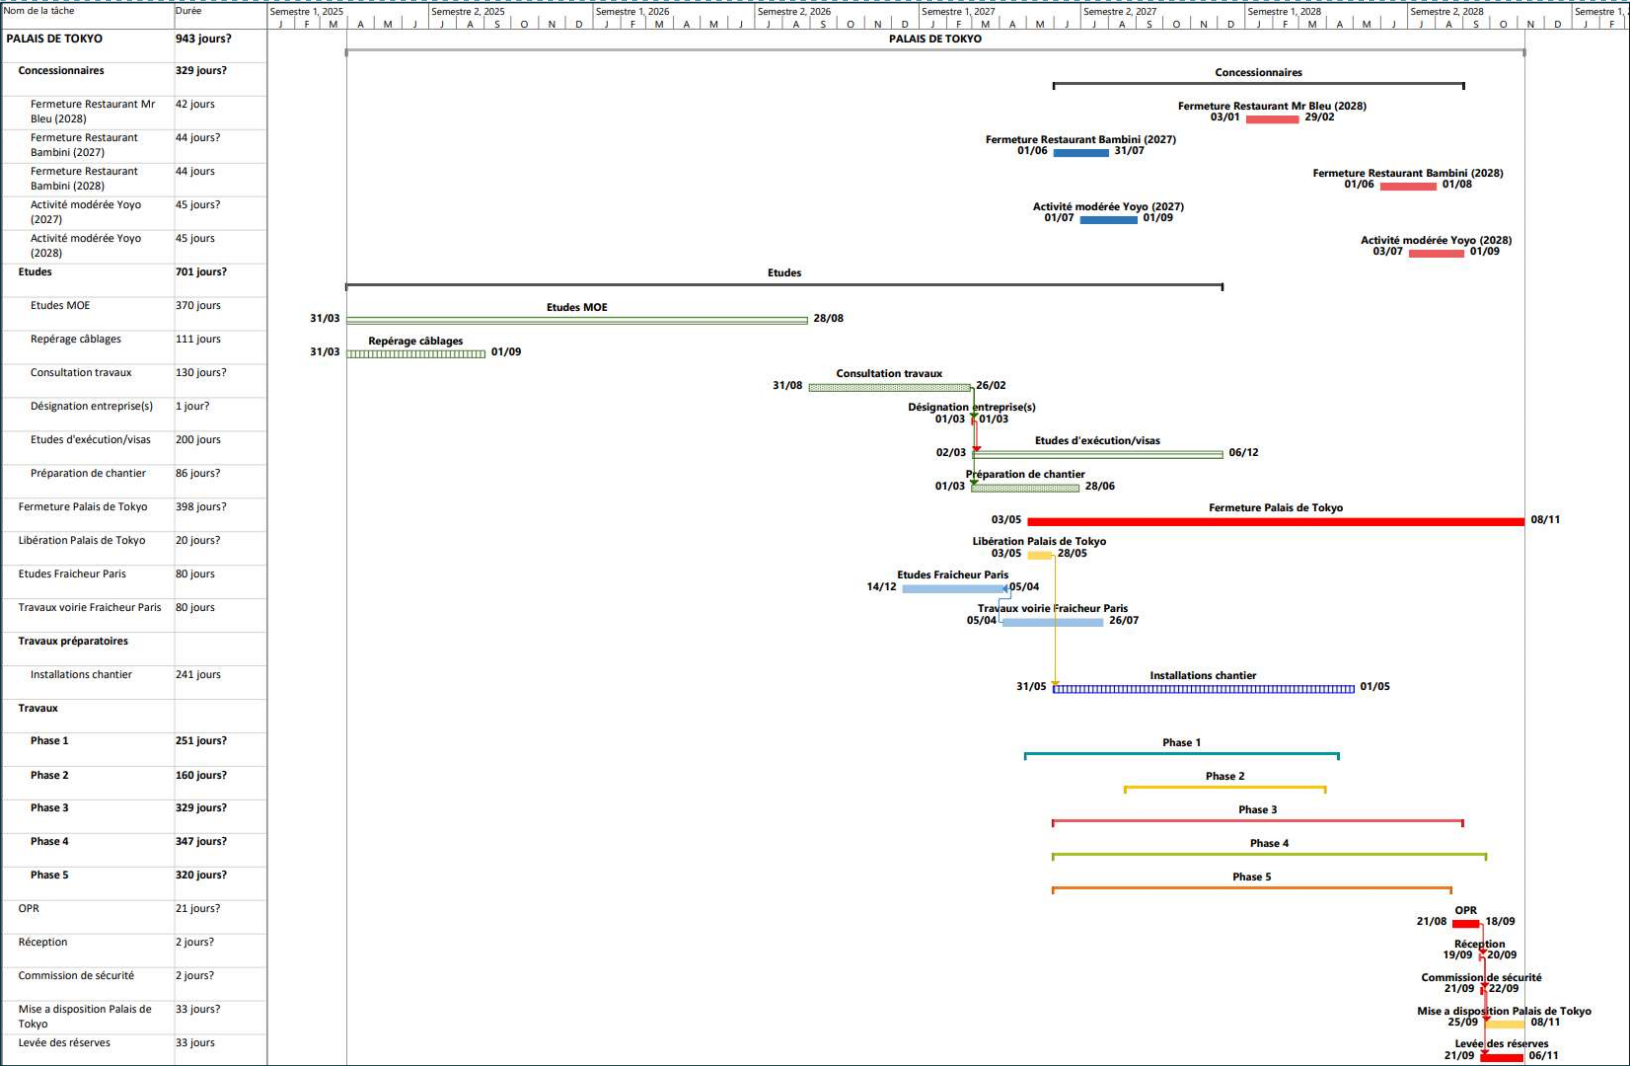 Nom de la tâche Durée Semestre 1, 2025 Semestre 2, 2025 Semestre 1, 2026 Semestre 2, 2026 Semestre 1, 2027 Semestre 2, 2027 Semestre 1, 2028 Semestre 2, 2028 Semestre 1,
J F M A M J J A S O N D J F M A M J J A S O N D J F M A M J J A S O N D J F M A M J J A S O N D J F
PALAIS DE TOKYO 943 jours? PALAIS DE TOKYO
Concessionnaires 329 jours? Concessionnaires
Fermeture Restaurant Mr 42 jours Fermeture Restaurant Mr Bleu (2028)
Bleu (2028) 03/01 29/02
Fermeture Restaurant 44 jours? Fermeture Restaurant Bambini (2027)
Bambini (2027) 01/06 31/07
Fermeture Restaurant 44 jours Fermeture Restaurant Bambini (2028)
Bambini (2028) 01/06 01/08
Activité modérée Yoyo 45 jours? Activité modérée Yoyo (2027)
(2027) 01/07 01/09
Activité modérée Yoyo 45 jours Activité modérée Yoyo (2028)
(2028) 03/07 01/09
Etudes 701 jours? Etudes
Etudes MOE 370 jours Etudes MOE
31/03 28/08
Repérage câblages 111 jours Repérage câblages
31/03 01/09
Consultation travaux 130 jours? Consultation travaux
31/08 26/02
Désignation entreprise(s) 1 jour? Désignation entreprise(s)
01/03 01/03
Etudes d'exécution/visas 200 jours Etudes d'exécution/visas
02/03 06/12
Préparation de chantier 86 jours? Préparation de chantier
01/03 28/06
Fermeture Palais de Tokyo 398 jours? Fermeture Palais de Tokyo
03/05 08/11
Libération Palais de Tokyo 20 jours? Libération Palais de Tokyo
03/05 28/05
Etudes Fraicheur Paris 80 jours Etudes Fraicheur Paris
14/12 05/04
Travaux voirie Fraicheur Paris 80 jours Travaux voirie Fraicheur Paris
05/04 26/07
Travaux préparatoires
Installations chantier 241 jours Installations chantier
31/05 01/05
Travaux
Phase 1 251 jours? Phase 1
Phase 2 160 jours? Phase 2
Phase 3 329 jours? Phase 3
Phase 4 347 jours? Phase 4
Phase 5 320 jours? Phase 5
OPR 21 jours? OPR
21/08 18/09
Réception 2 jours? Réception
19/09 20/09
Commission de sécurité 2 jours? Commission de sécurité
21/09 22/09
Mise a disposition Palais de 33 jours? Mise a disposition Palais de Tokyo
Tokyo 25/09 08/11
Levée des réserves 33 jours Levée des réserves
21/09 06/11